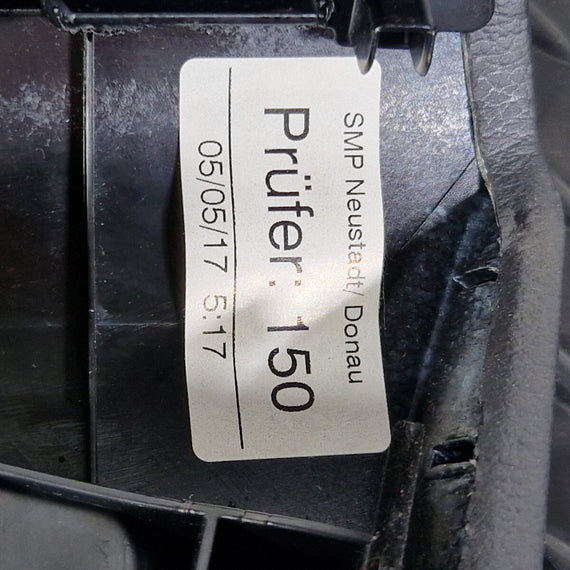 SMP Neustadt/ Donau
Prüfer: 150
05/05/17 5:17